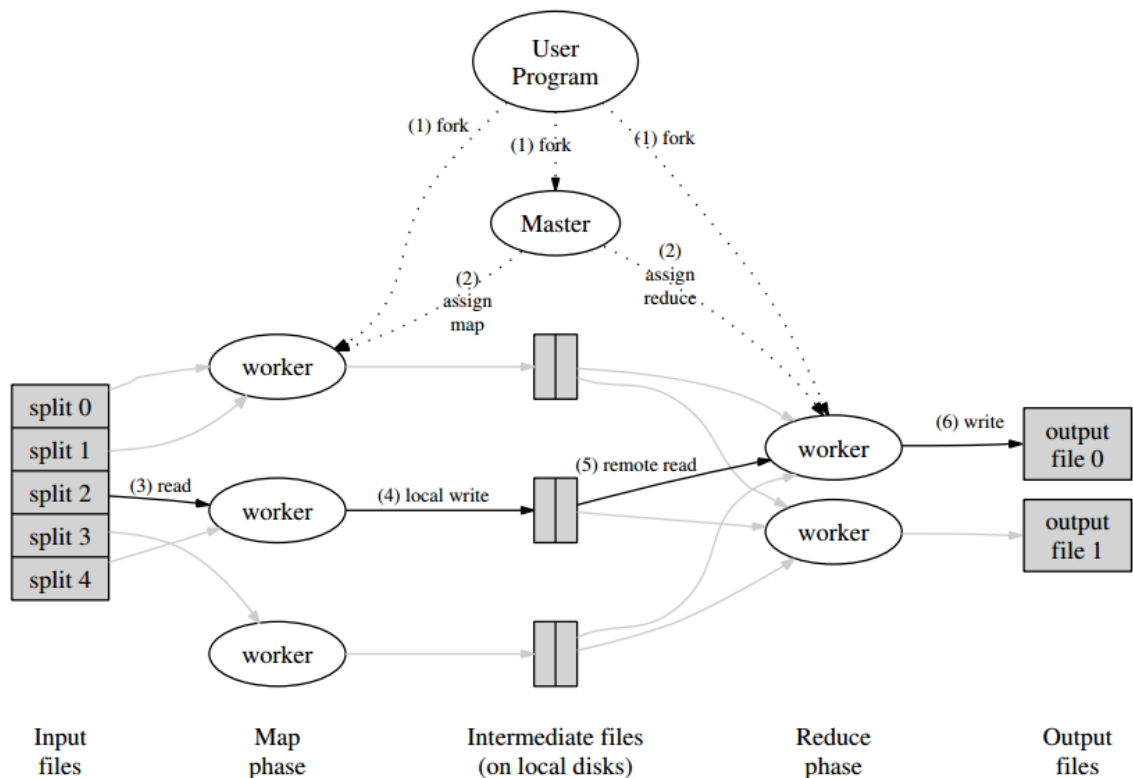 User
Program
(1) fork
(1) fork
(1) fork
Master
(2)
assign
map
(2)
assign
reduce
worker
split 0
split 1
split 2
split 3
split 4
(3) read
worker
(4) local write
(5) remote read
worker
(6) write
output
file 0
worker
output
file 1
worker
Input
files
Map
phase
Intermediate files
(on local disks)
Reduce
phase
Output
files